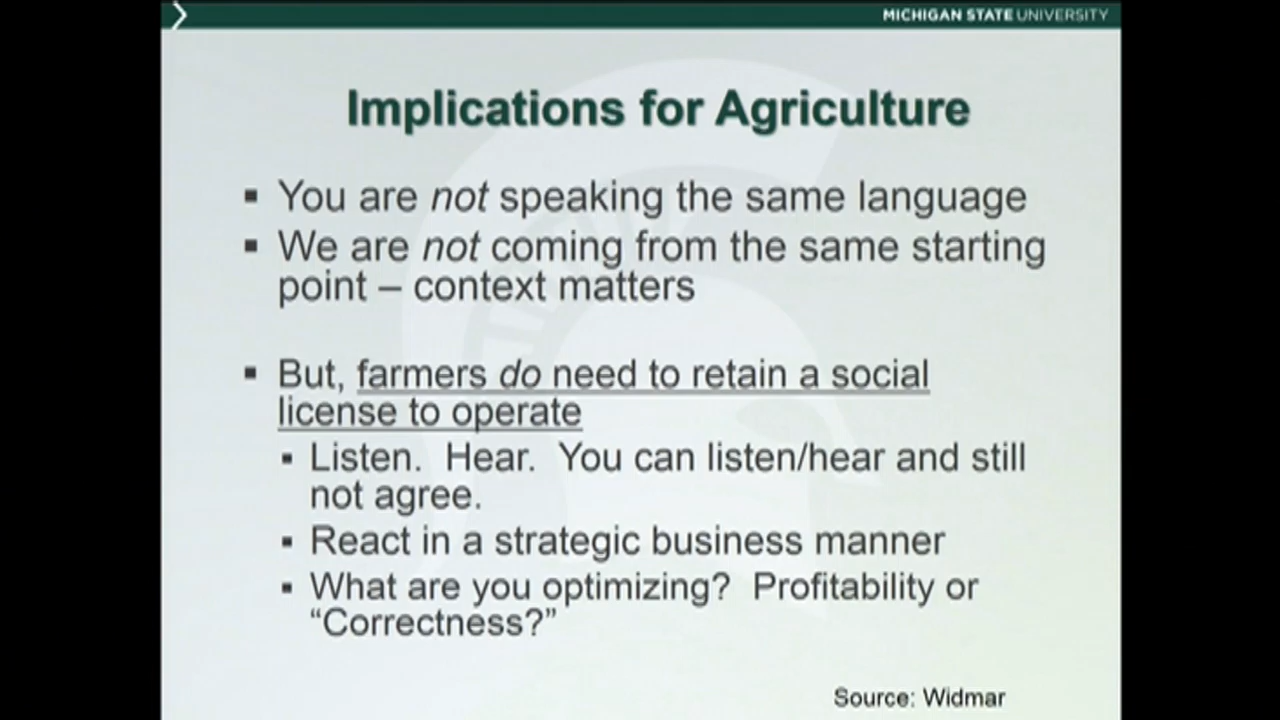 MICHIGAN STATE UNIVERSITY
Implications for Agriculture
▪ You are not speaking the same language
▪ We are not coming from the same starting
point – context matters
▪ But, farmers do need to retain a social
license to operate
▪ Listen.  Hear.  You can listen/hear and still
not agree.
▪ React in a strategic business manner
▪ What are you optimizing?  Profitability or
“Correctness?”
Source: Widmar